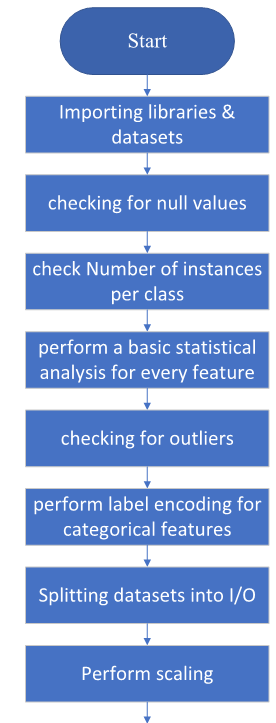 Start
Importing libraries &
datasets
checking for null values
check Number of instances
per class
perform a basic statistical
analysis for every feature
checking for outliers
perform label encoding for
categorical features
Splitting datasets into I/O
Perform scaling